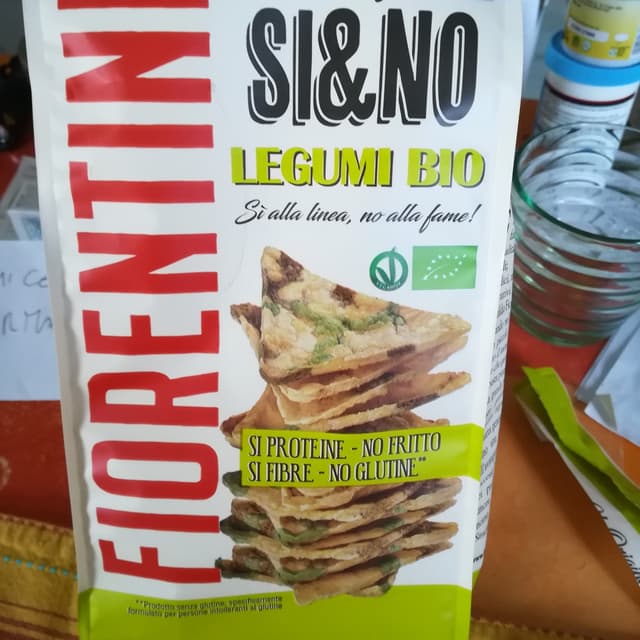 FIORENTINI
SI&NO
LEGUMI BIO
Sì alla linea, no alla fame!
SI PROTEINE - NO FRITTO
SI FIBRE - NO GLUTINE**
**Prodotto senza glutine, specificamente
formulato per persone intolleranti al glutine